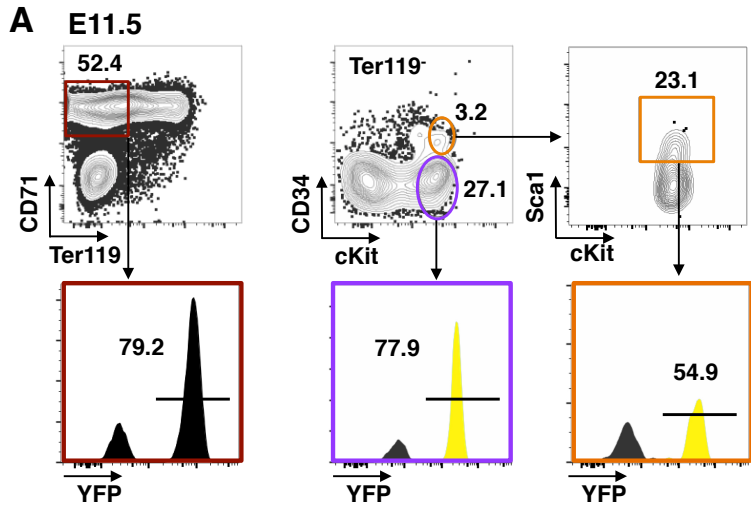 A E11.5
52.4
CD71
Ter119
Ter119-
3.2
27.1
CD34
cKit
23.1
Sca1
cKit
79.2
YFP
77.9
YFP
54.9
YFP